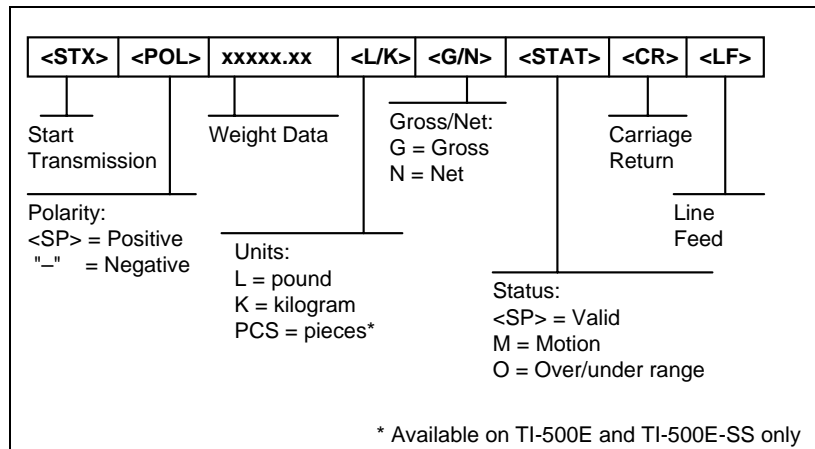 <STX> <POL> xxxxx.xx <L/K> <G/N> <STAT> <CR> <LF>
Start
Transmission
Weight Data
Gross/Net:
G = Gross
N = Net
Carriage
Return
Polarity:
<SP> = Positive
"–" = Negative
Units:
L = pound
K = kilogram
PCS = pieces*
Status:
<SP> = Valid
M = Motion
O = Over/under range
Line
Feed
* Available on TI-500E and TI-500E-SS only